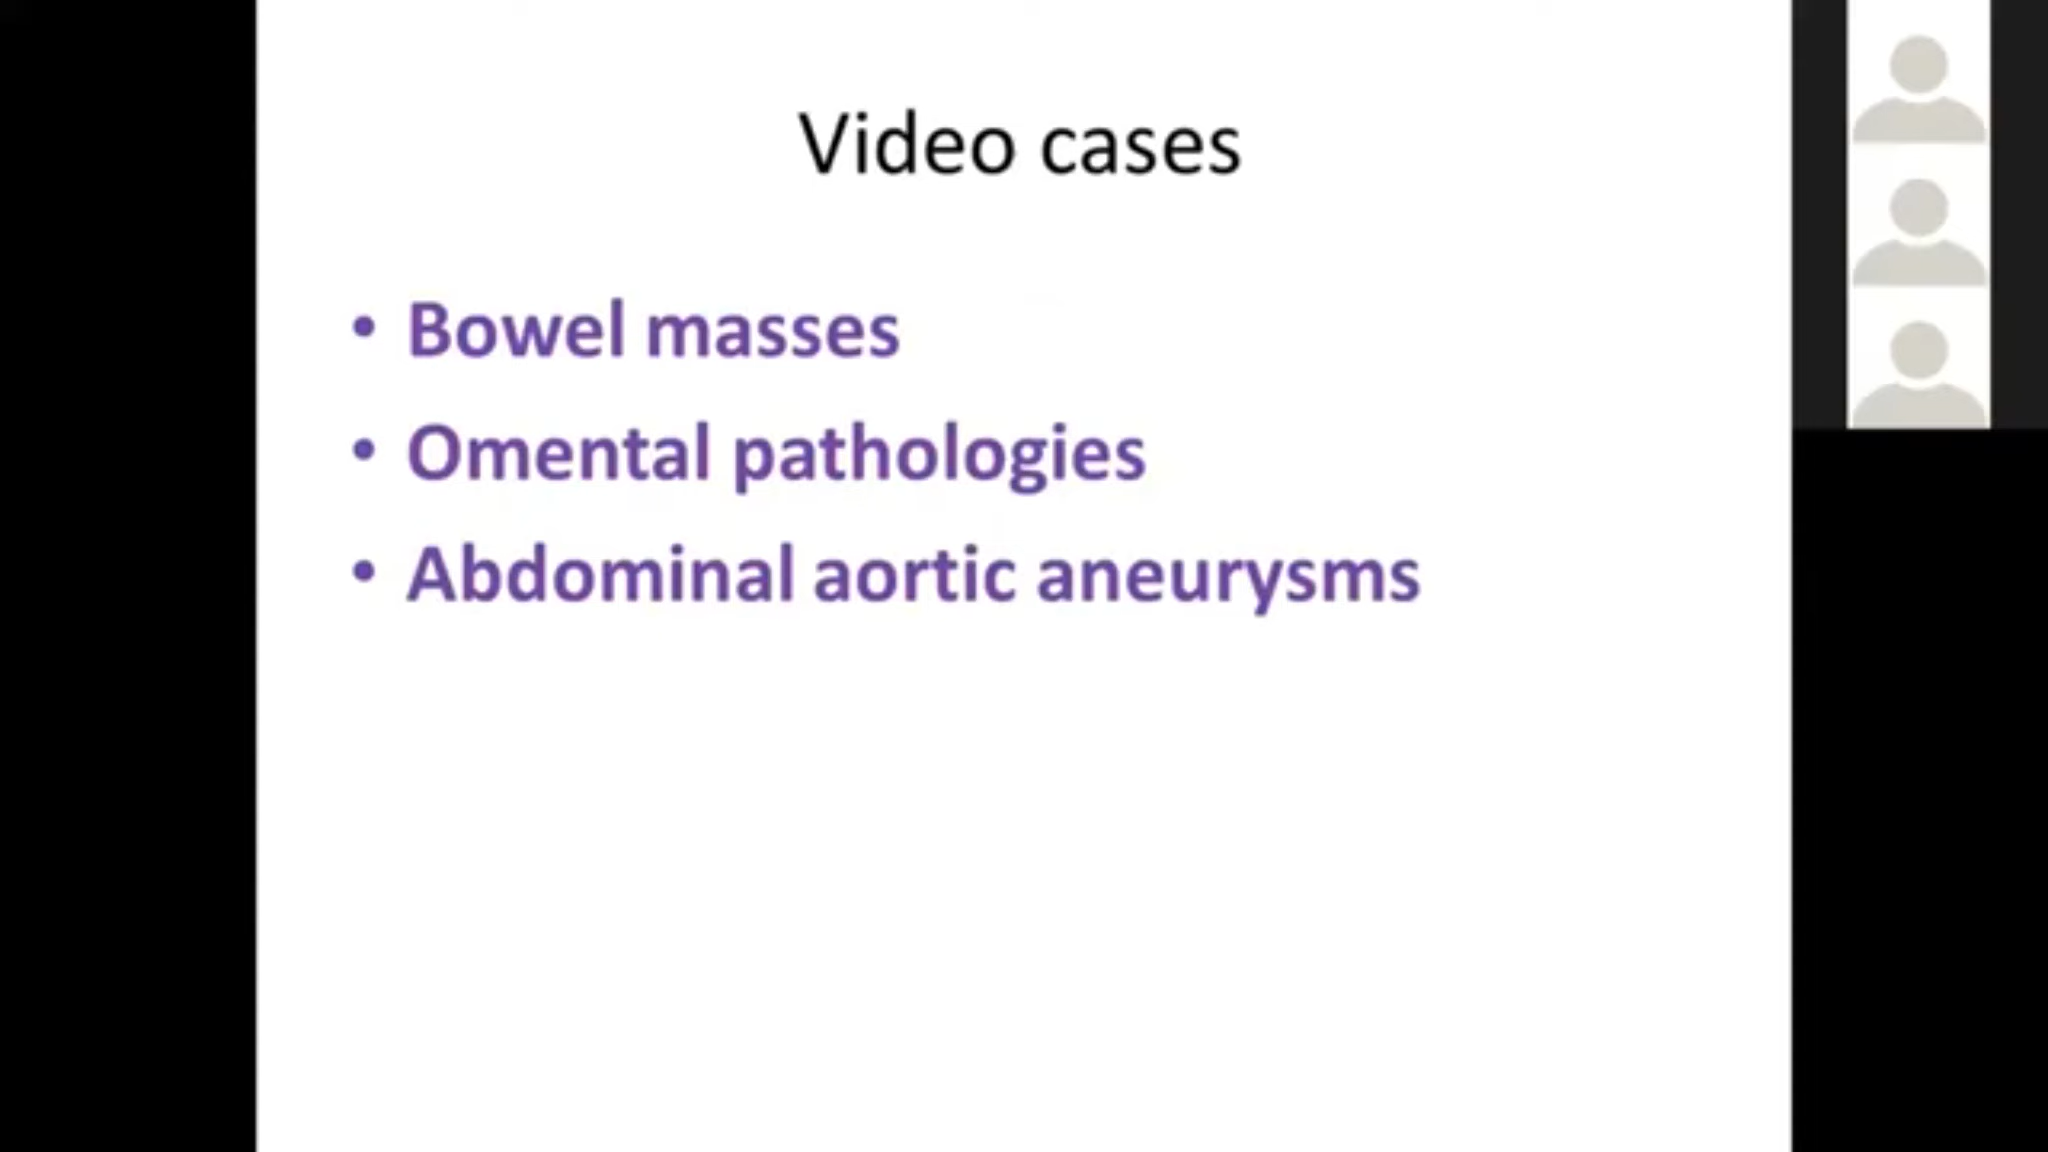 Video cases
• Bowel masses
• Omental pathologies
• Abdominal aortic aneurysms